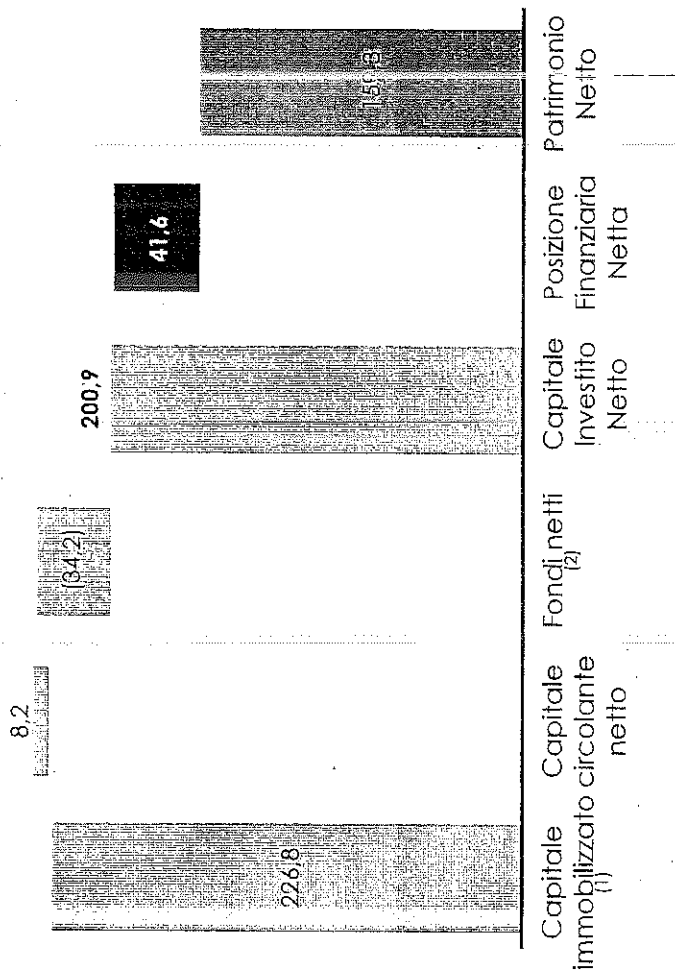 226,8
8,2
(34,2)
200,9
41,6
Capitale
immobilizzato
(1)
Capitale
circolante
netto
Fondi netti
(2)
Capitale
Investito
Netto
Posizione
Finanziaria
Netta
Patrimonio
Netto